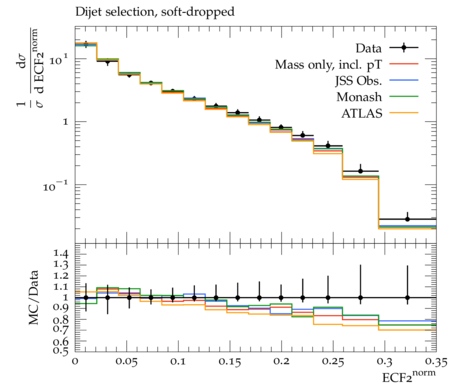 Dijet selection, soft-dropped
1/σ dσ/d ECF2^norm
10^1
1
10^−1
Data
Mass only, incl. pT
JSS Obs.
Monash
ATLAS
MC/Data
1.4
1.3
1.2
1.1
1
0.9
0.8
0.7
0.6
0.5
0 0.05 0.1 0.15 0.2 0.25 0.3 0.35
ECF2^norm